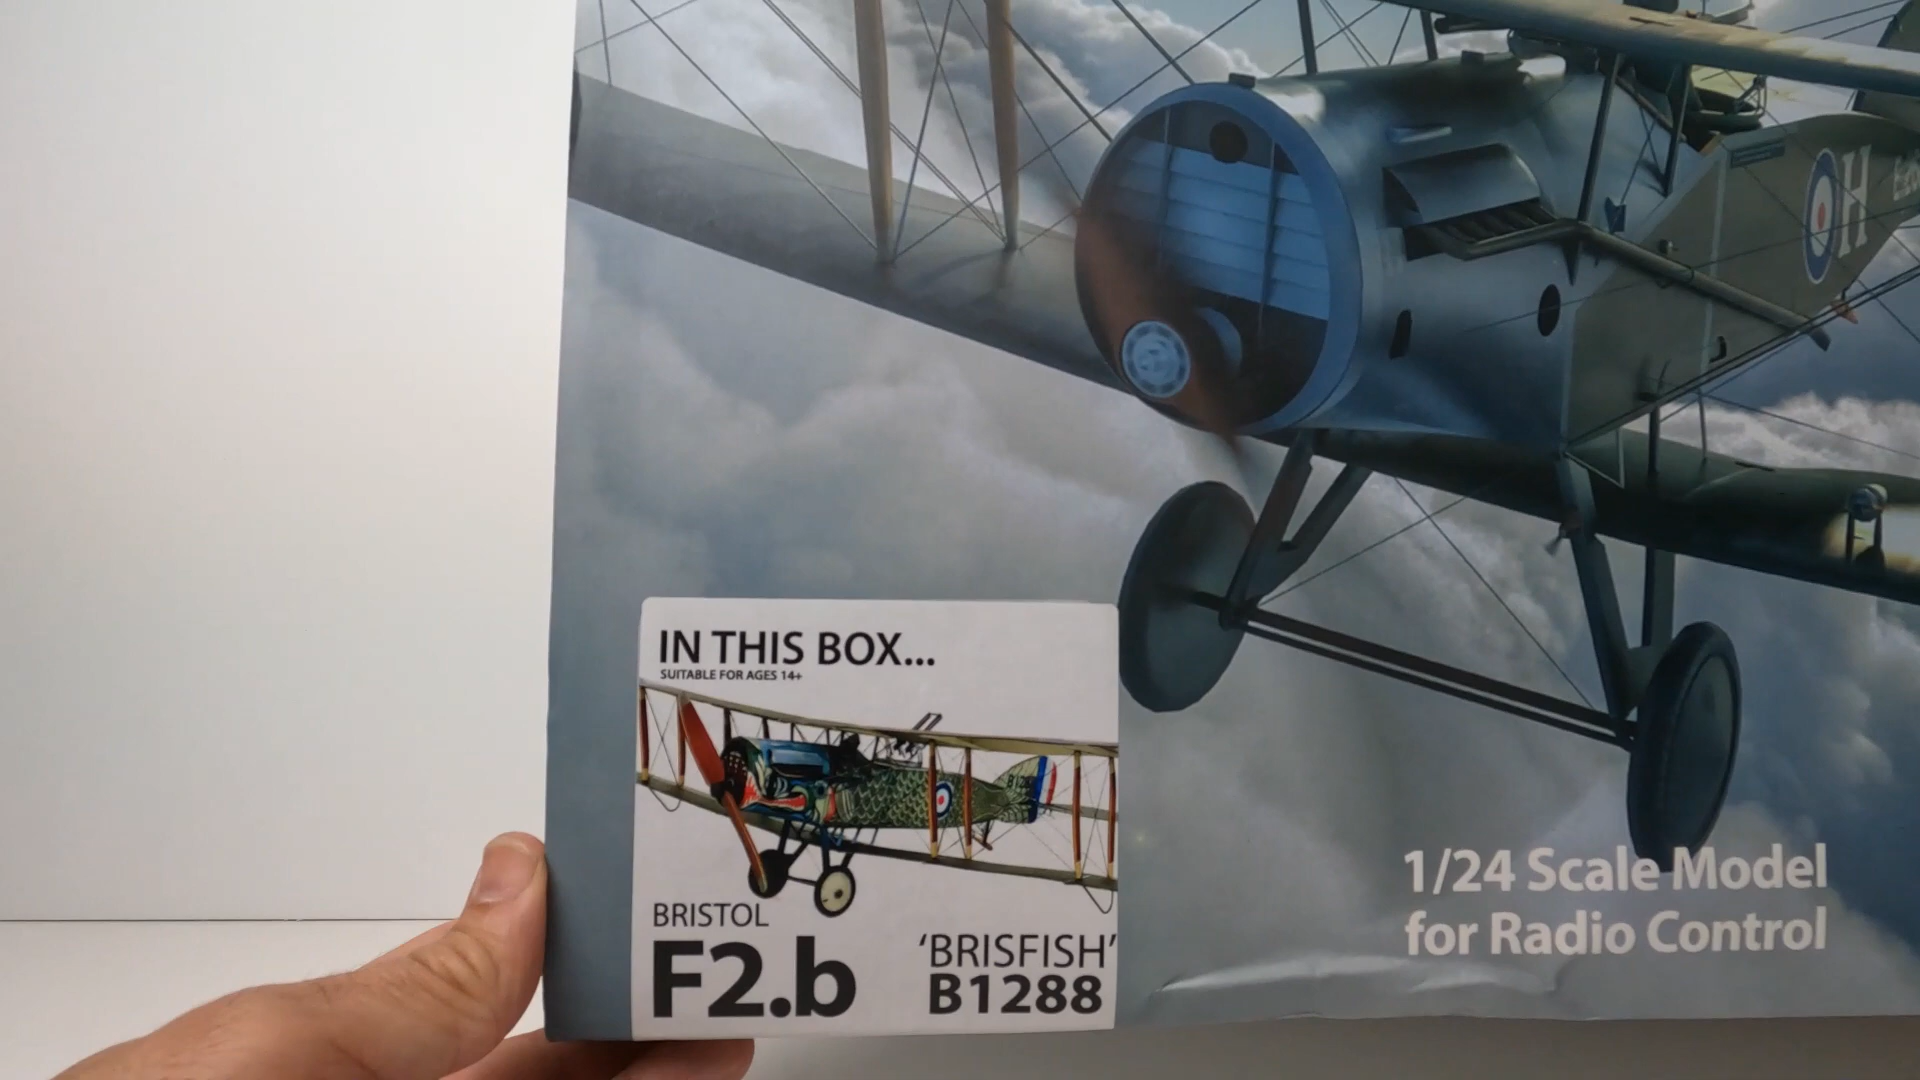 H
IN THIS BOX...
SUITABLE FOR AGES 14+
BRISTOL
F2.b
‘BRISFISH’
B1288
1/24 Scale Model
for Radio Control